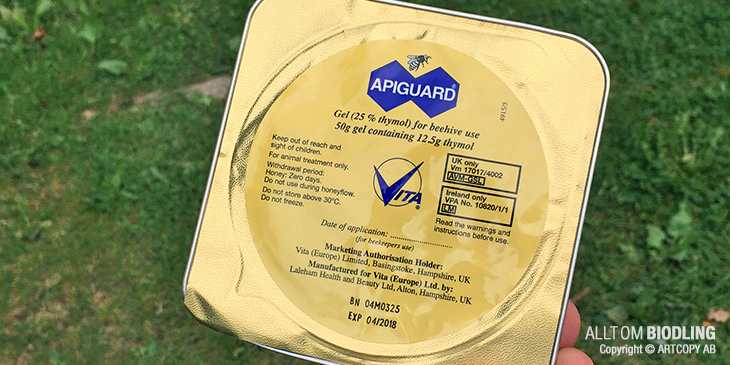 APIGUARD®
Gel (25 % thymol) for beehive use
50g gel containing 12.5g thymol
4915/3
Keep out of reach and
sight of children.
For animal treatment only.
Withdrawal period:
Honey: Zero days.
Do not use during honeyflow.
Do not store above 30°C.
Do not freeze.
VITA®
UK only
Vm 17017/4002
AVM-GSL
Ireland only
VPA No. 10820/1/1
LM
Read the warnings and
instructions before use.
Date of application: ....................
(for beekeepers use)
Marketing Authorisation Holder:
Vita (Europe) Limited, Basingstoke, Hampshire, UK
Manufactured for Vita (Europe) Ltd. by:
Laleham Health and Beauty Ltd, Alton, Hampshire, UK
BN 04M0325
EXP 04/2018
ALLT OM BIODLING
Copyright © ARTCOPY AB